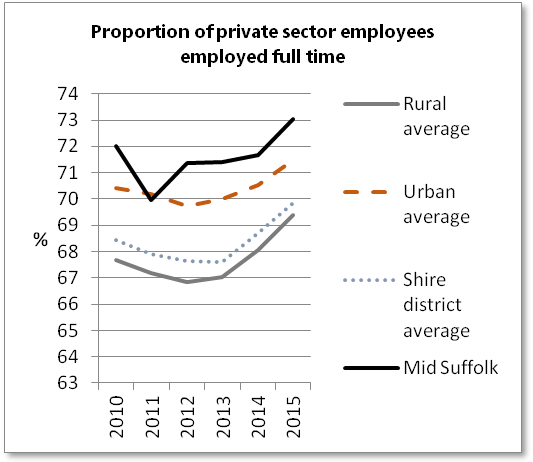 Proportion of private sector employees
employed full time
74
73
72
71
70
69
68
67
66
65
64
63
%
2010
2011
2012
2013
2014
2015
Rural
average
Urban
average
Shire
district
average
Mid Suffolk